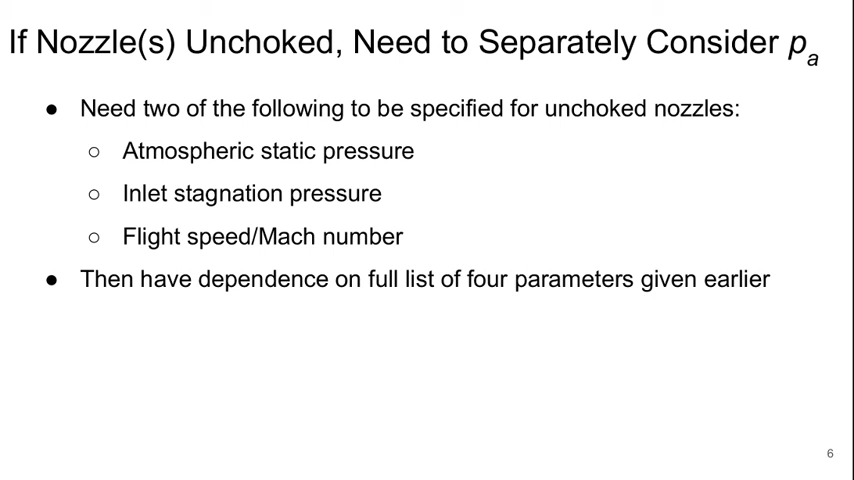 If Nozzle(s) Unchoked, Need to Separately Consider pa
● Need two of the following to be specified for unchoked nozzles:
○ Atmospheric static pressure
○ Inlet stagnation pressure
○ Flight speed/Mach number
● Then have dependence on full list of four parameters given earlier
6